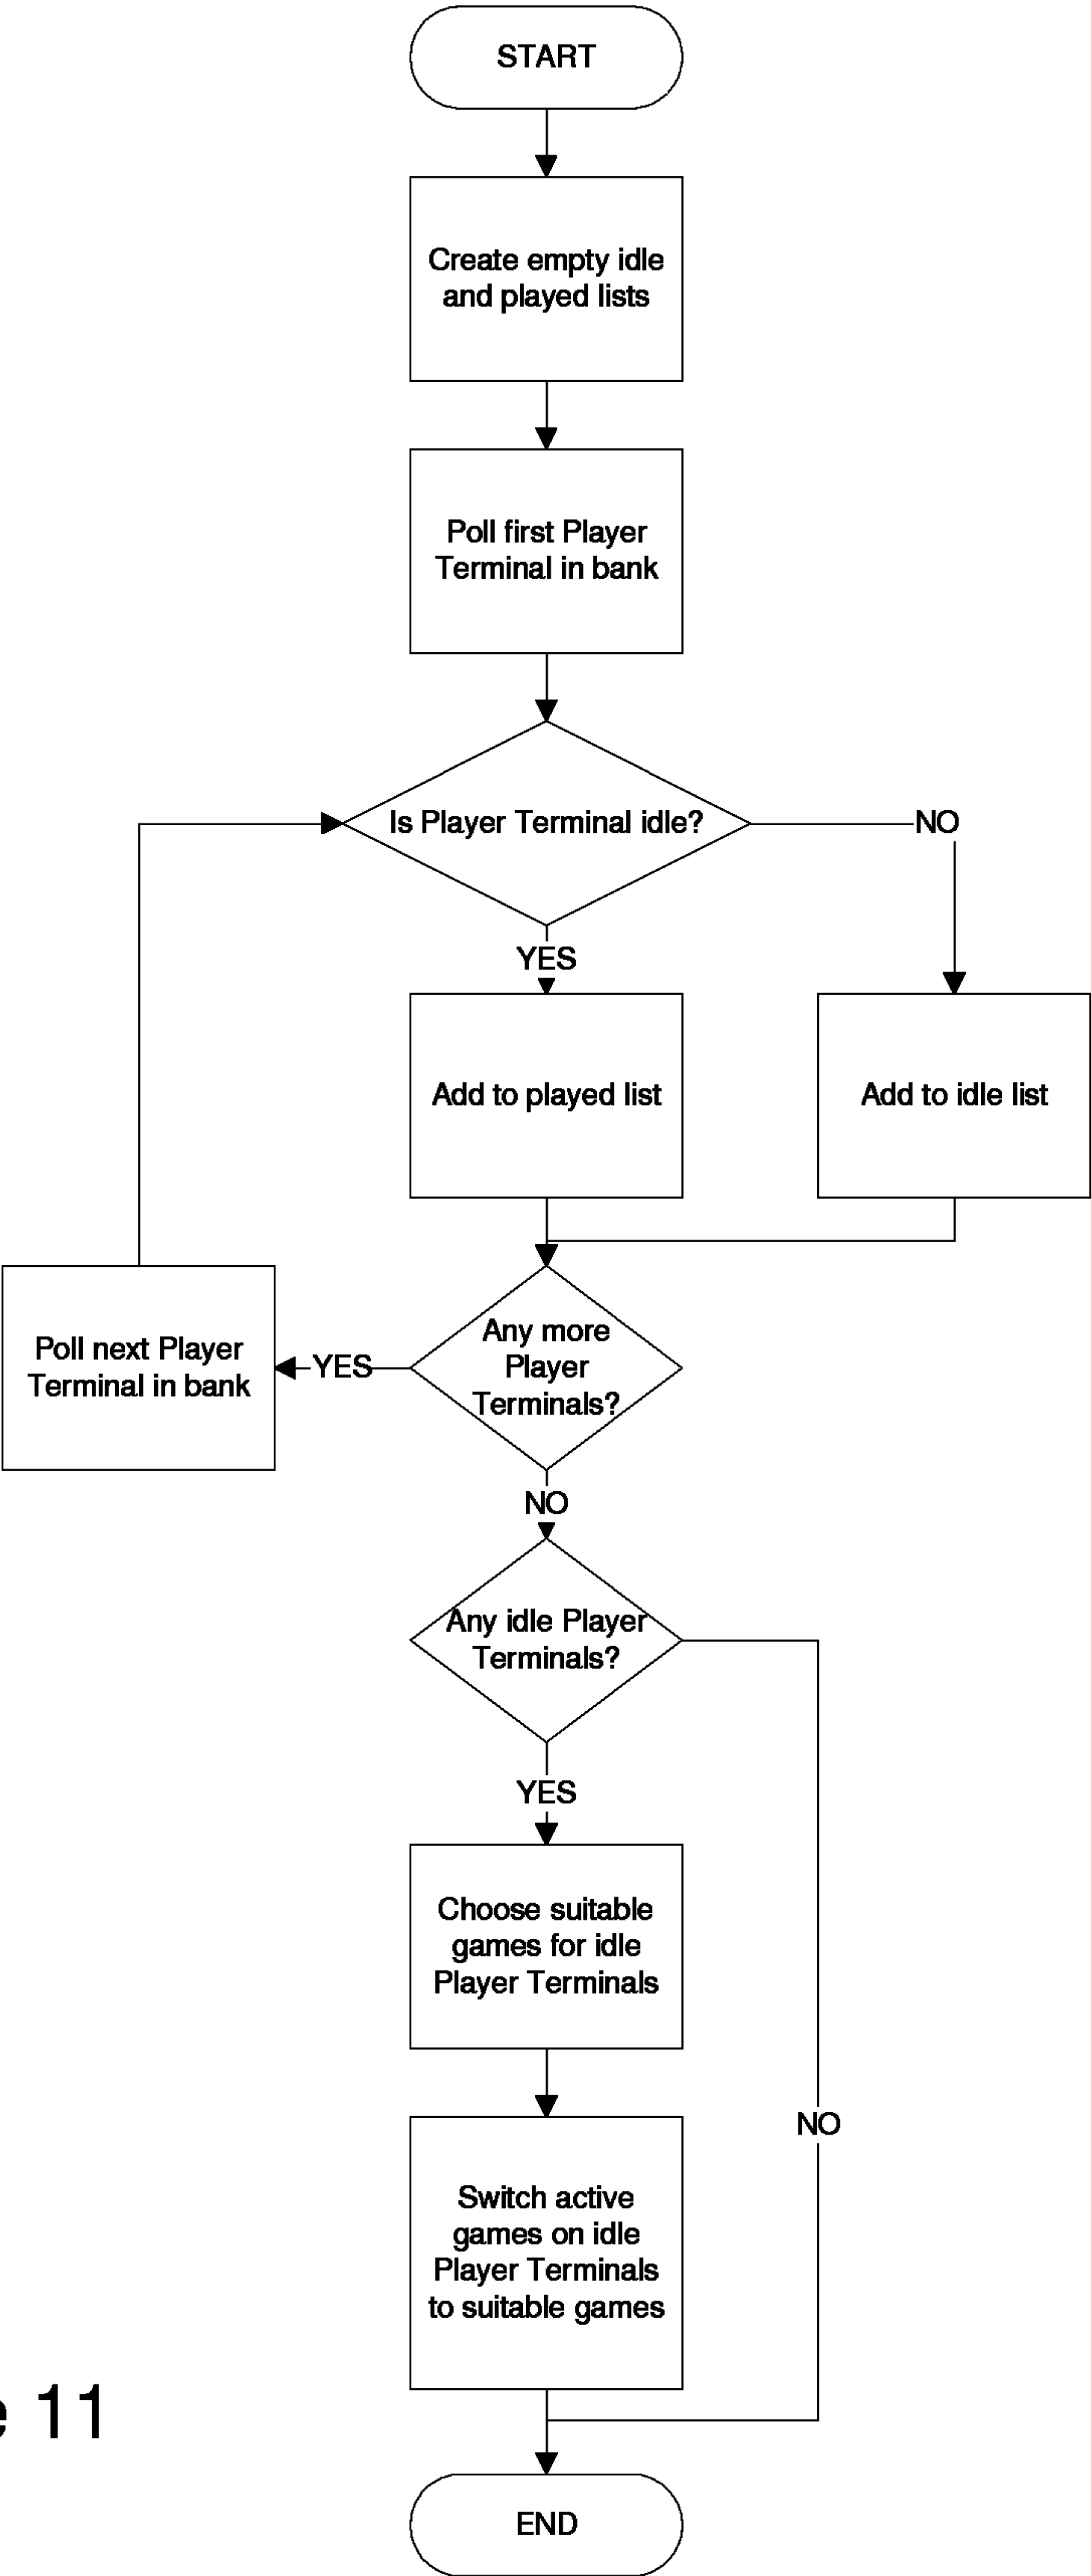 START
Create empty idle
and played lists
Poll first Player
Terminal in bank
Is Player Terminal idle?
NO
YES
Add to played list
Add to idle list
Any more
Player
Terminals?
YES
Poll next Player
Terminal in bank
NO
Any idle Player
Terminals?
YES
Choose suitable
games for idle
Player Terminals
NO
Switch active
games on idle
Player Terminals
to suitable games
e 11
END